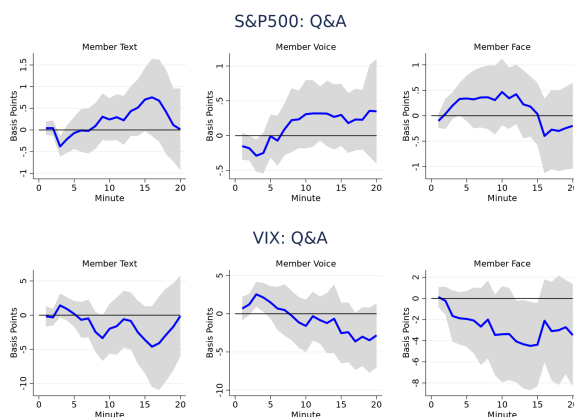 S&P500: Q&A
Member Text
Member Voice
Member Face
Basis Points
1.5
1
.5
0
-.5
-1
0 5 10 15 20
Minute
Basis Points
1
.5
0
-.5
0 5 10 15 20
Minute
Basis Points
1
.5
0
-.5
-1
0 5 10 15 20
Minute
VIX: Q&A
Member Text
Member Voice
Member Face
Basis Points
5
0
-5
-10
0 5 10 15 20
Minute
Basis Points
5
0
-5
-10
0 5 10 15 20
Minute
Basis Points
2
0
-2
-4
-6
-8
0 5 10 15 20
Minute